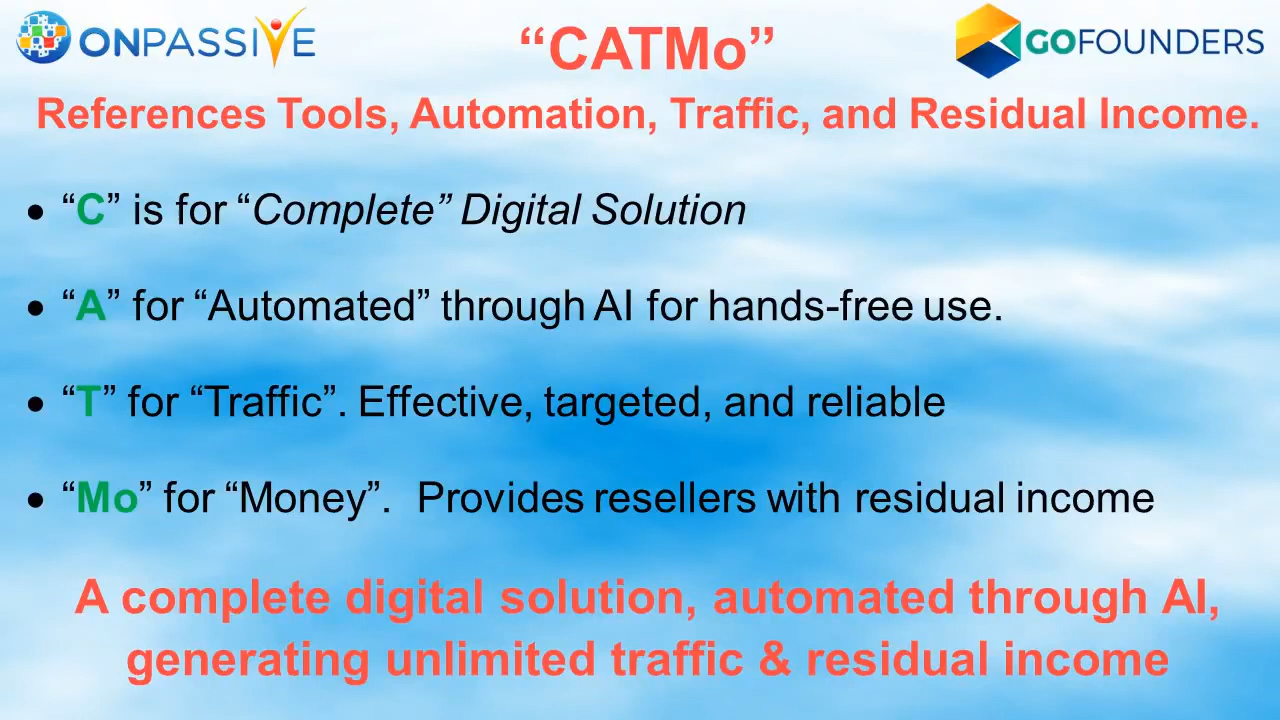 ONPASSIVE
“CATMo”
GOFOUNDERS
References Tools, Automation, Traffic, and Residual Income.
• “C” is for “Complete” Digital Solution
• “A” for “Automated” through AI for hands-free use.
• “T” for “Traffic”. Effective, targeted, and reliable
• “Mo” for “Money”.  Provides resellers with residual income
A complete digital solution, automated through AI,
generating unlimited traffic & residual income